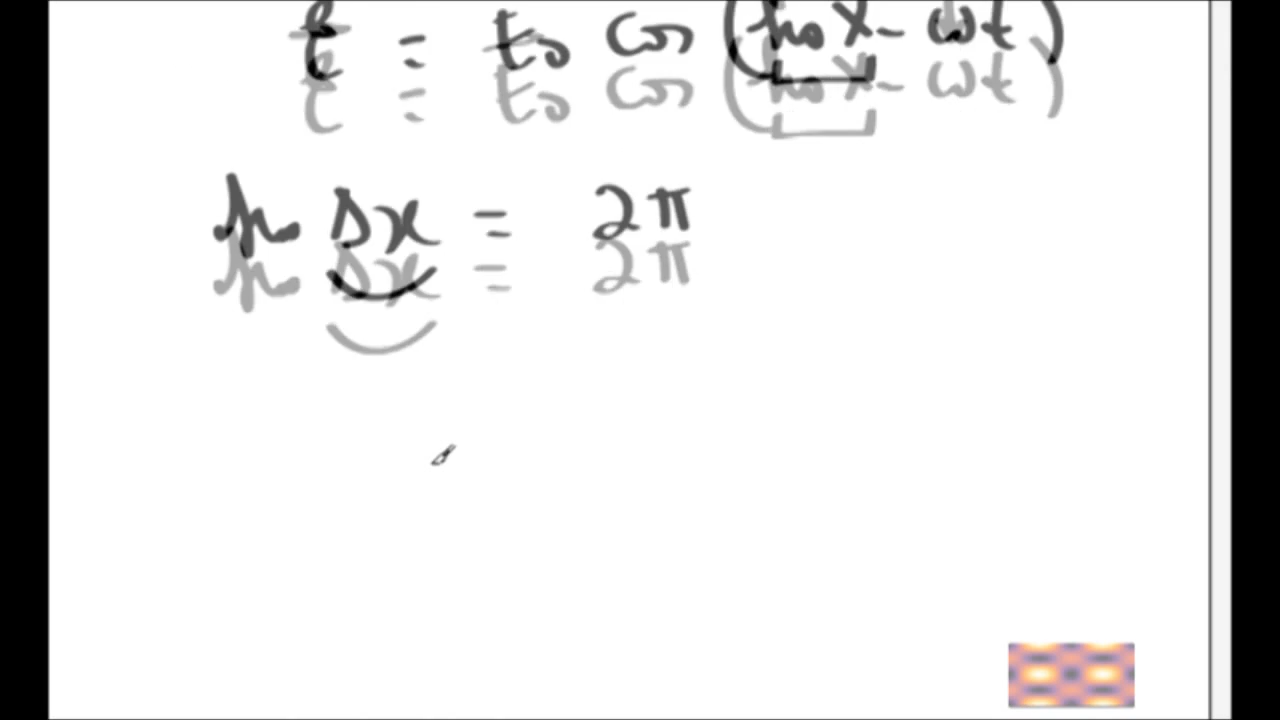 E = E₀ cos (k₀x - ωt)
k₀ Δx = 2π